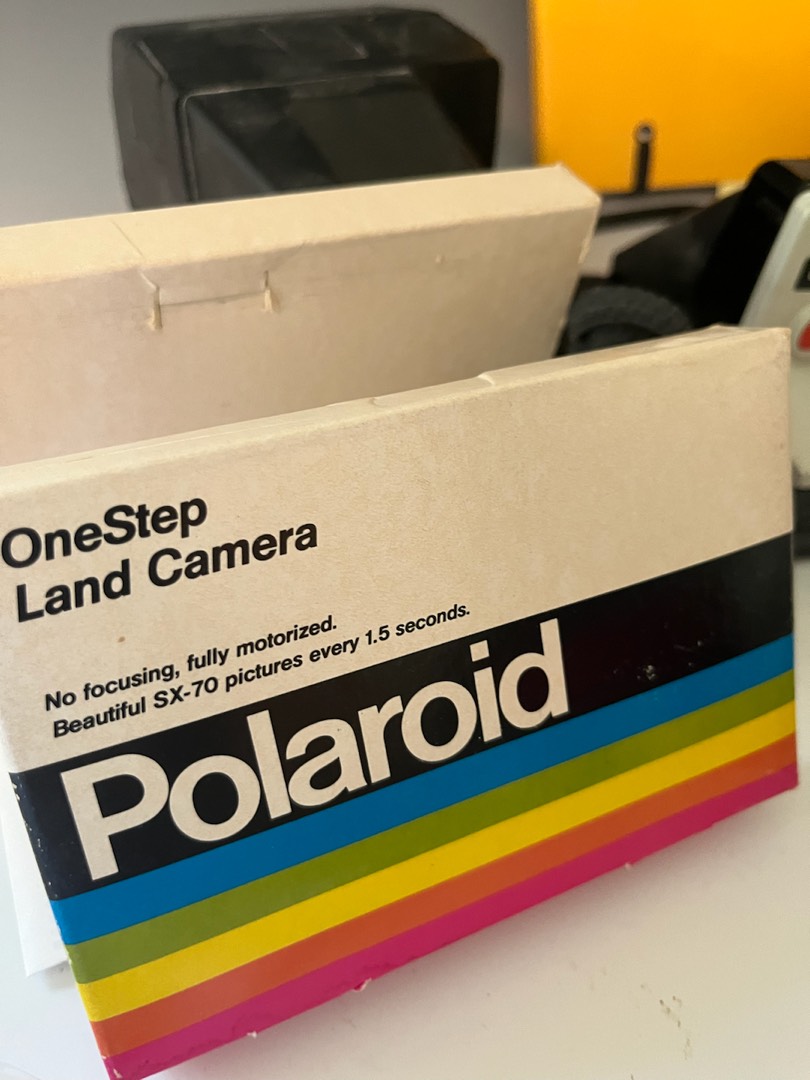 OneStep
Land Camera
No focusing, fully motorized.
Beautiful SX-70 pictures every 1.5 seconds.
Polaroid